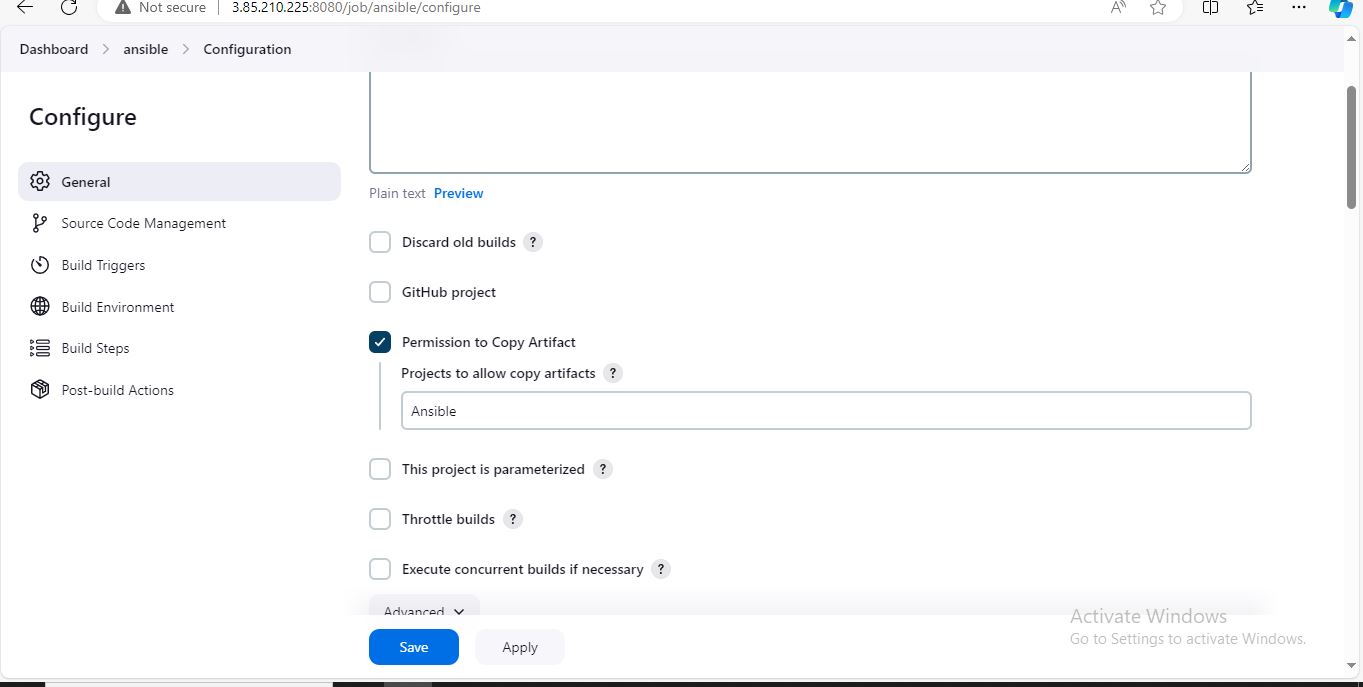 Not secure 3.85.210.225:8080/job/ansible/configure
Dashboard > ansible > Configuration
Configure
General
Source Code Management
Build Triggers
Build Environment
Build Steps
Post-build Actions
Plain text Preview
Discard old builds ?
GitHub project
Permission to Copy Artifact
Projects to allow copy artifacts ?
Ansible
This project is parameterized ?
Throttle builds ?
Execute concurrent builds if necessary ?
Advanced
Save Apply
Activate Windows
Go to Settings to activate Windows.